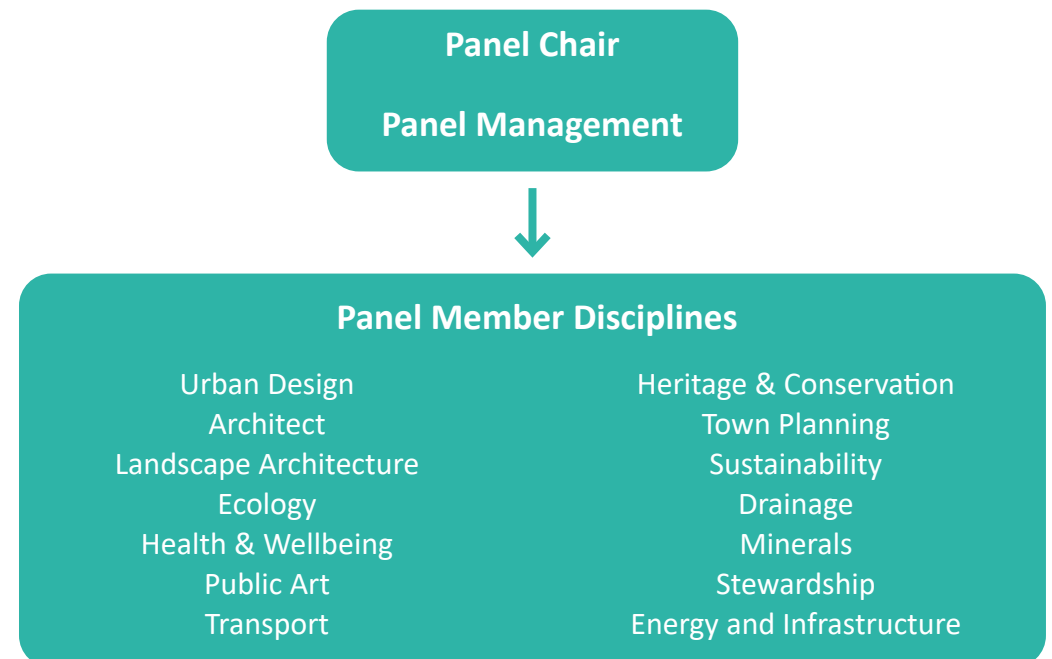 Panel Chair
Panel Management
Panel Member Disciplines
Urban Design
Architect
Landscape Architecture
Ecology
Health & Wellbeing
Public Art
Transport
Heritage & Conservation
Town Planning
Sustainability
Drainage
Minerals
Stewardship
Energy and Infrastructure